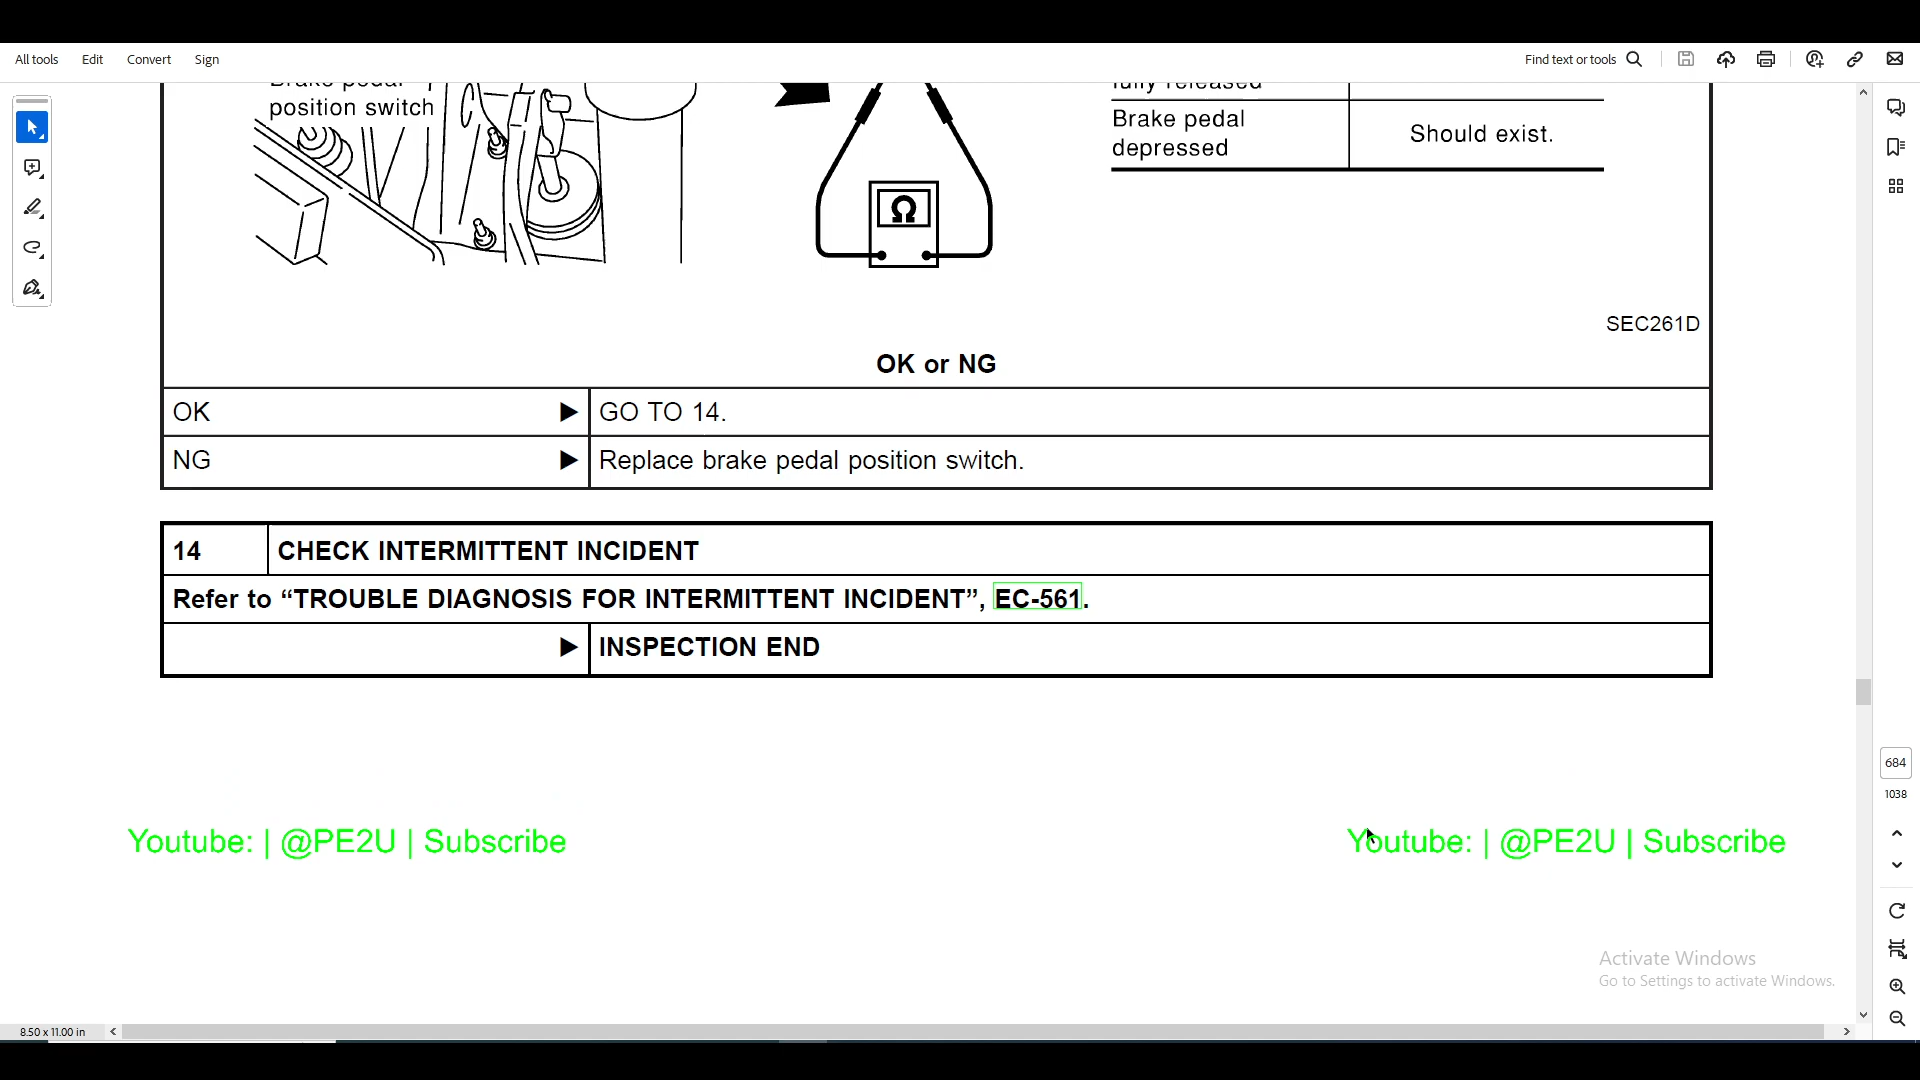 All tools Edit Convert Sign Find text or tools
position switch
fully released
Brake pedal
depressed
Should exist.
Ω
SEC261D
OK or NG
OK ▶ GO TO 14.
NG ▶ Replace brake pedal position switch.
14 CHECK INTERMITTENT INCIDENT
Refer to “TROUBLE DIAGNOSIS FOR INTERMITTENT INCIDENT”, EC-561.
▶ INSPECTION END
684
1038
Youtube: | @PE2U | Subscribe
Youtube: | @PE2U | Subscribe
Activate Windows
Go to Settings to activate Windows.
8.50 x 11.00 in